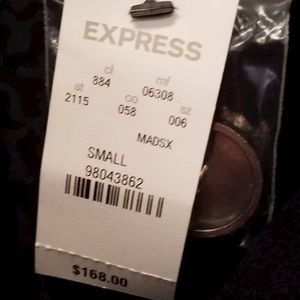 EXPRESS
cl mf
884 06308
st co sz
2115 058 006
MADSX
SMALL
98043862
$168.00